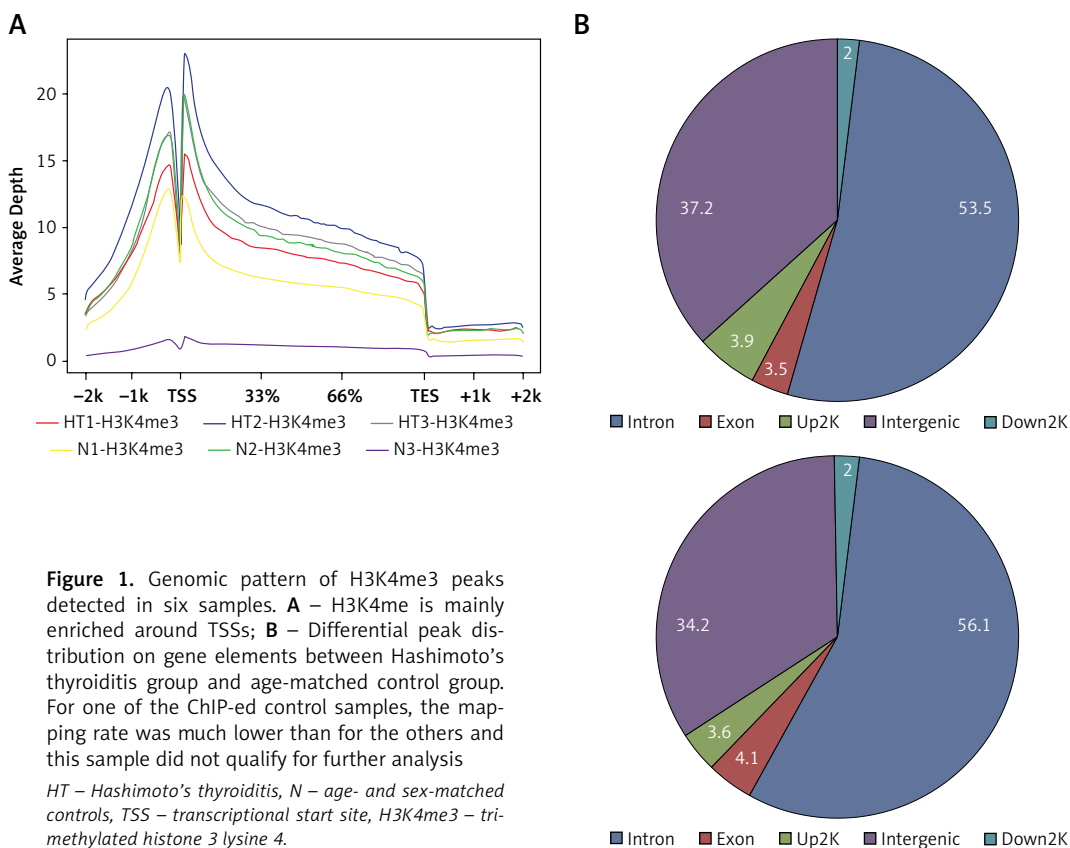 A
Average Depth
20
15
10
5
0
−2k −1k TSS 33% 66% TES +1k +2k
HT1-H3K4me3 HT2-H3K4me3 HT3-H3K4me3
N1-H3K4me3 N2-H3K4me3 N3-H3K4me3
B
2
53.5
37.2
3.9
3.5
Intron Exon Up2K Intergenic Down2K
2
56.1
34.2
3.6
4.1
Intron Exon Up2K Intergenic Down2K
Figure 1. Genomic pattern of H3K4me3 peaks
detected in six samples. A – H3K4me is mainly
enriched around TSSs; B – Differential peak dis-
tribution on gene elements between Hashimoto's
thyroiditis group and age-matched control group.
For one of the ChIP-ed control samples, the map-
ping rate was much lower than for the others and
this sample did not qualify for further analysis
HT – Hashimoto's thyroiditis, N – age- and sex-matched
controls, TSS – transcriptional start site, H3K4me3 – tri-
methylated histone 3 lysine 4.